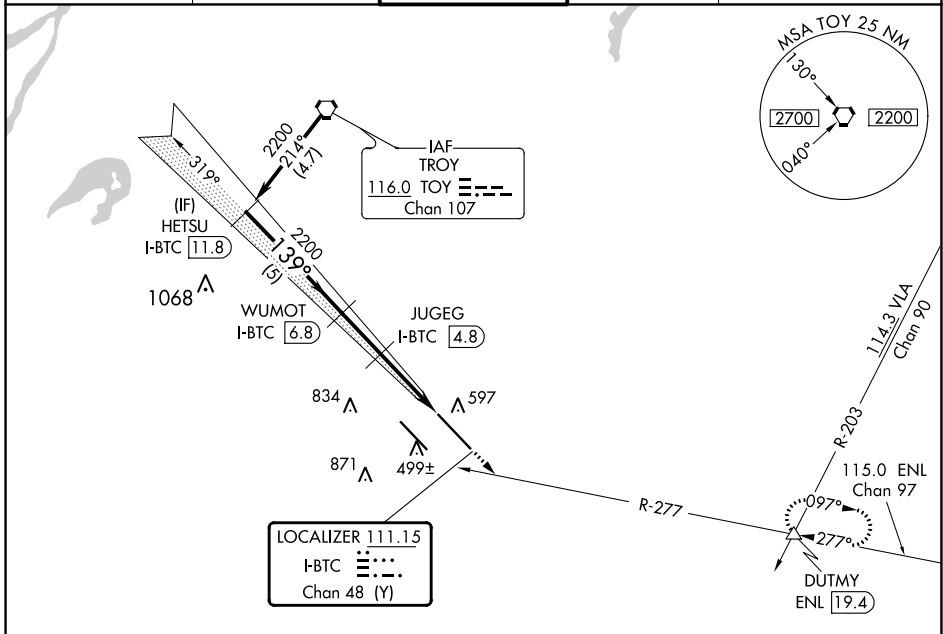 MSA TOY 25 NM
130°
2700
2200
040°
2200
214°
(4.7)
IAF
TROY
116.0 TOY
Chan 107
319°
(IF)
HETSU
I-BTC 11.8
2200
139°
(5)
1068
WUMOT
I-BTC 6.8
JUGEG
I-BTC 4.8
114.3 VLA
Chan 90
834
597
R-203
871
499±
115.0 ENL
Chan 97
R-277
097°
277°
LOCALIZER 111.15
I-BTC
Chan 48 (Y)
DUTMY
ENL 19.4